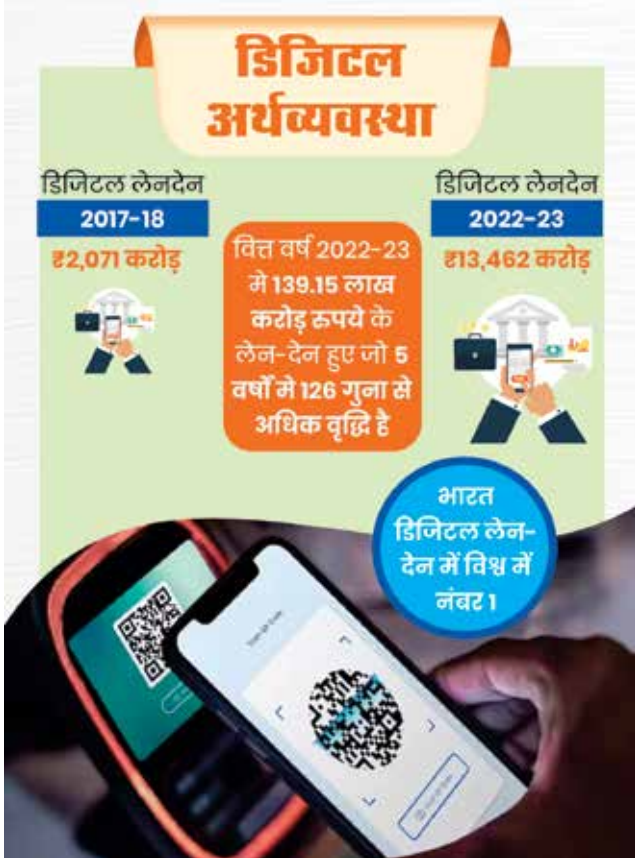 डिजिटल
अर्थव्यवस्था
डिजिटल लेनदेन
2017-18
₹2,071 करोड़
डिजिटल लेनदेन
2022-23
₹13,462 करोड़
वित्त वर्ष 2022-23
मे 139.15 लाख
करोड़ रुपये के
लेन-देन हुए जो 5
वर्षों मे 126 गुना से
अधिक वृद्धि है
भारत
डिजिटल लेन-
देन में विश्व में
नंबर 1